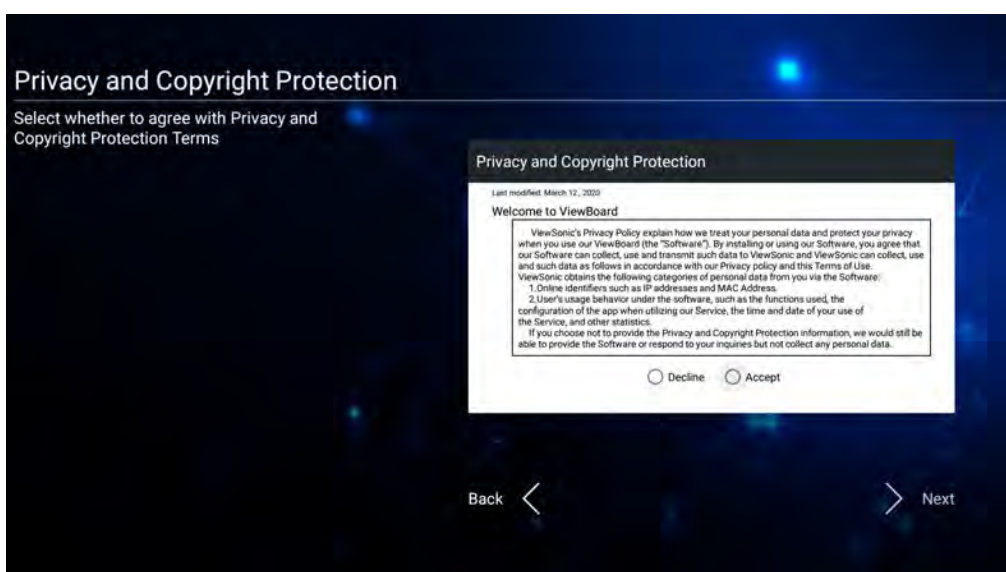 Privacy and Copyright Protection
Select whether to agree with Privacy and
Copyright Protection Terms
Privacy and Copyright Protection
Last modified: March 12, 2020
Welcome to ViewBoard
ViewSonic's Privacy Policy explain how we treat your personal data and protect your privacy
when you use our ViewBoard (the "Software"). By installing or using our Software, you agree that
our Software can collect, use and transmit such data to ViewSonic and ViewSonic can collect, use
and such data as follows in accordance with our Privacy policy and this Terms of Use.
ViewSonic obtains the following categories of personal data from you via the Software:
1.Online identifiers such as IP addresses and MAC Address.
2.User's usage behavior under the software, such as the functions used, the
configuration of the app when utilizing our Service, the time and date of your use of
the Service, and other statistics.
If you choose not to provide the Privacy and Copyright Protection information, we would still be
able to provide the Software or respond to your inquiries but not collect any personal data.
Decline Accept
Back Next